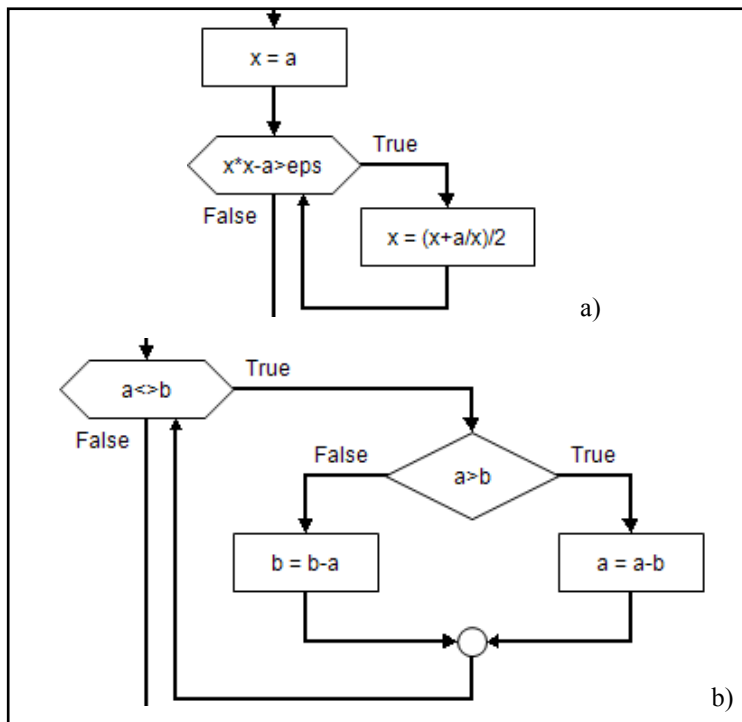 x = a
True
x*x-a>eps
False
x = (x+a/x)/2
a)
True
a<>b
False
False
True
a>b
b = b-a
a = a-b
b)